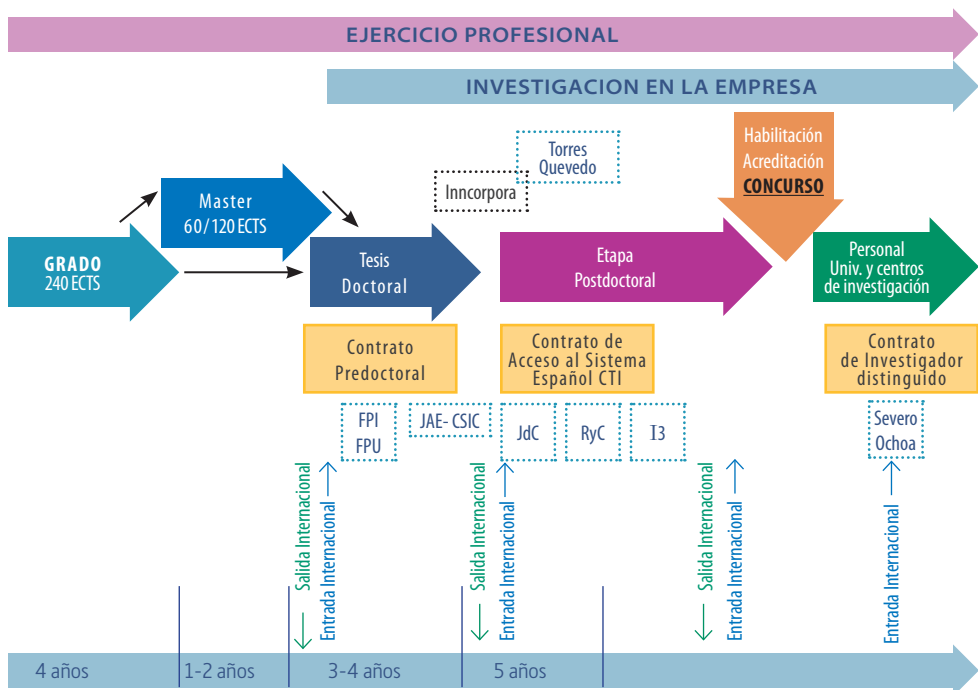 EJERCICIO PROFESIONAL
INVESTIGACION EN LA EMPRESA
Habilitación
Acreditación
CONCURSO
Torres
Quevedo
Inncorpora
Master
60/120 ECTS
GRADO
240 ECTS
Tesis
Doctoral
Etapa
Postdoctoral
Personal
Univ. y centros
de investigación
Contrato
Predoctoral
Contrato de
Acceso al Sistema
Español CTI
Contrato
de Investigador
distinguido
FPI
FPU
JAE- CSIC
JdC
RyC
I3
Severo
Ochoa
Salida Internacional
Entrada Internacional
Salida Internacional
Entrada Internacional
Salida Internacional
Entrada Internacional
Entrada Internacional
4 años
1-2 años
3-4 años
5 años